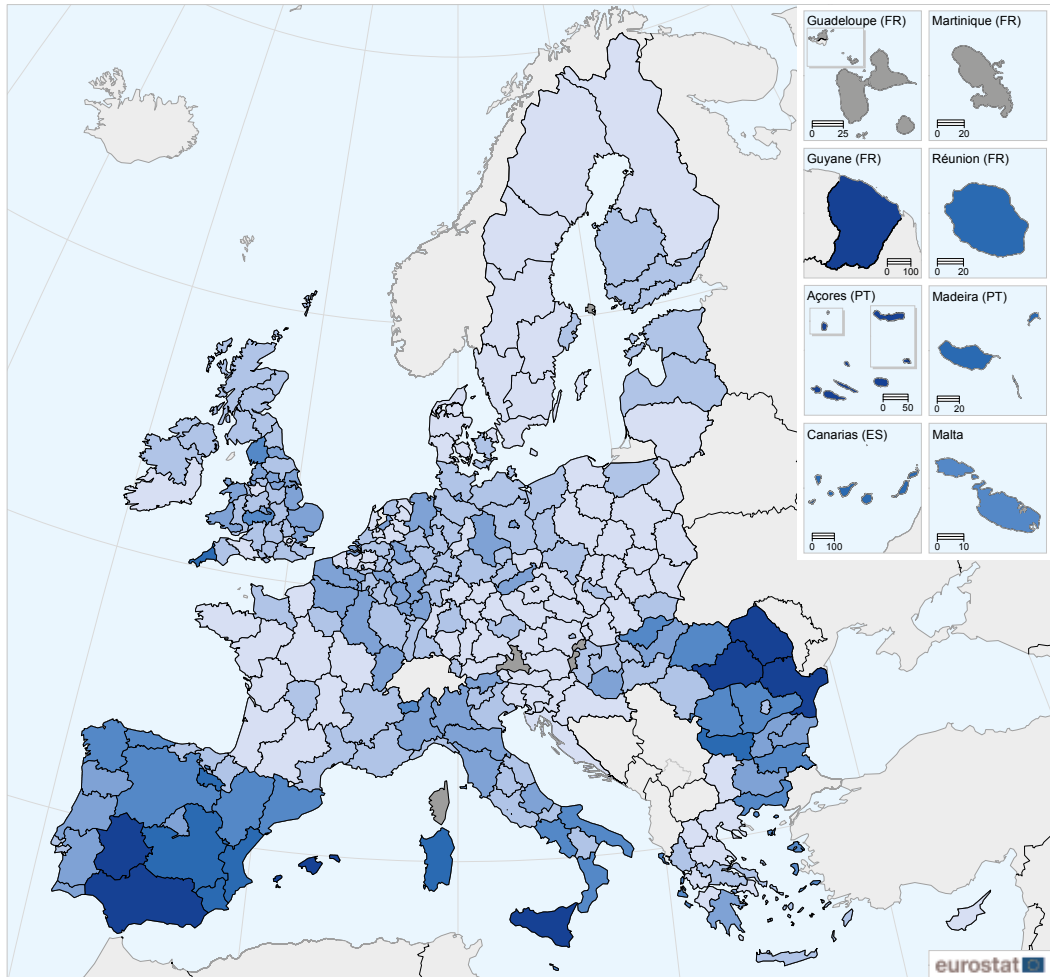 Guadeloupe (FR)
0 25
Martinique (FR)
0 20
Guyane (FR)
0 100
Réunion (FR)
0 20
Açores (PT)
0 50
Madeira (PT)
0 20
Canarias (ES)
0 100
Malta
0 10
eurostat